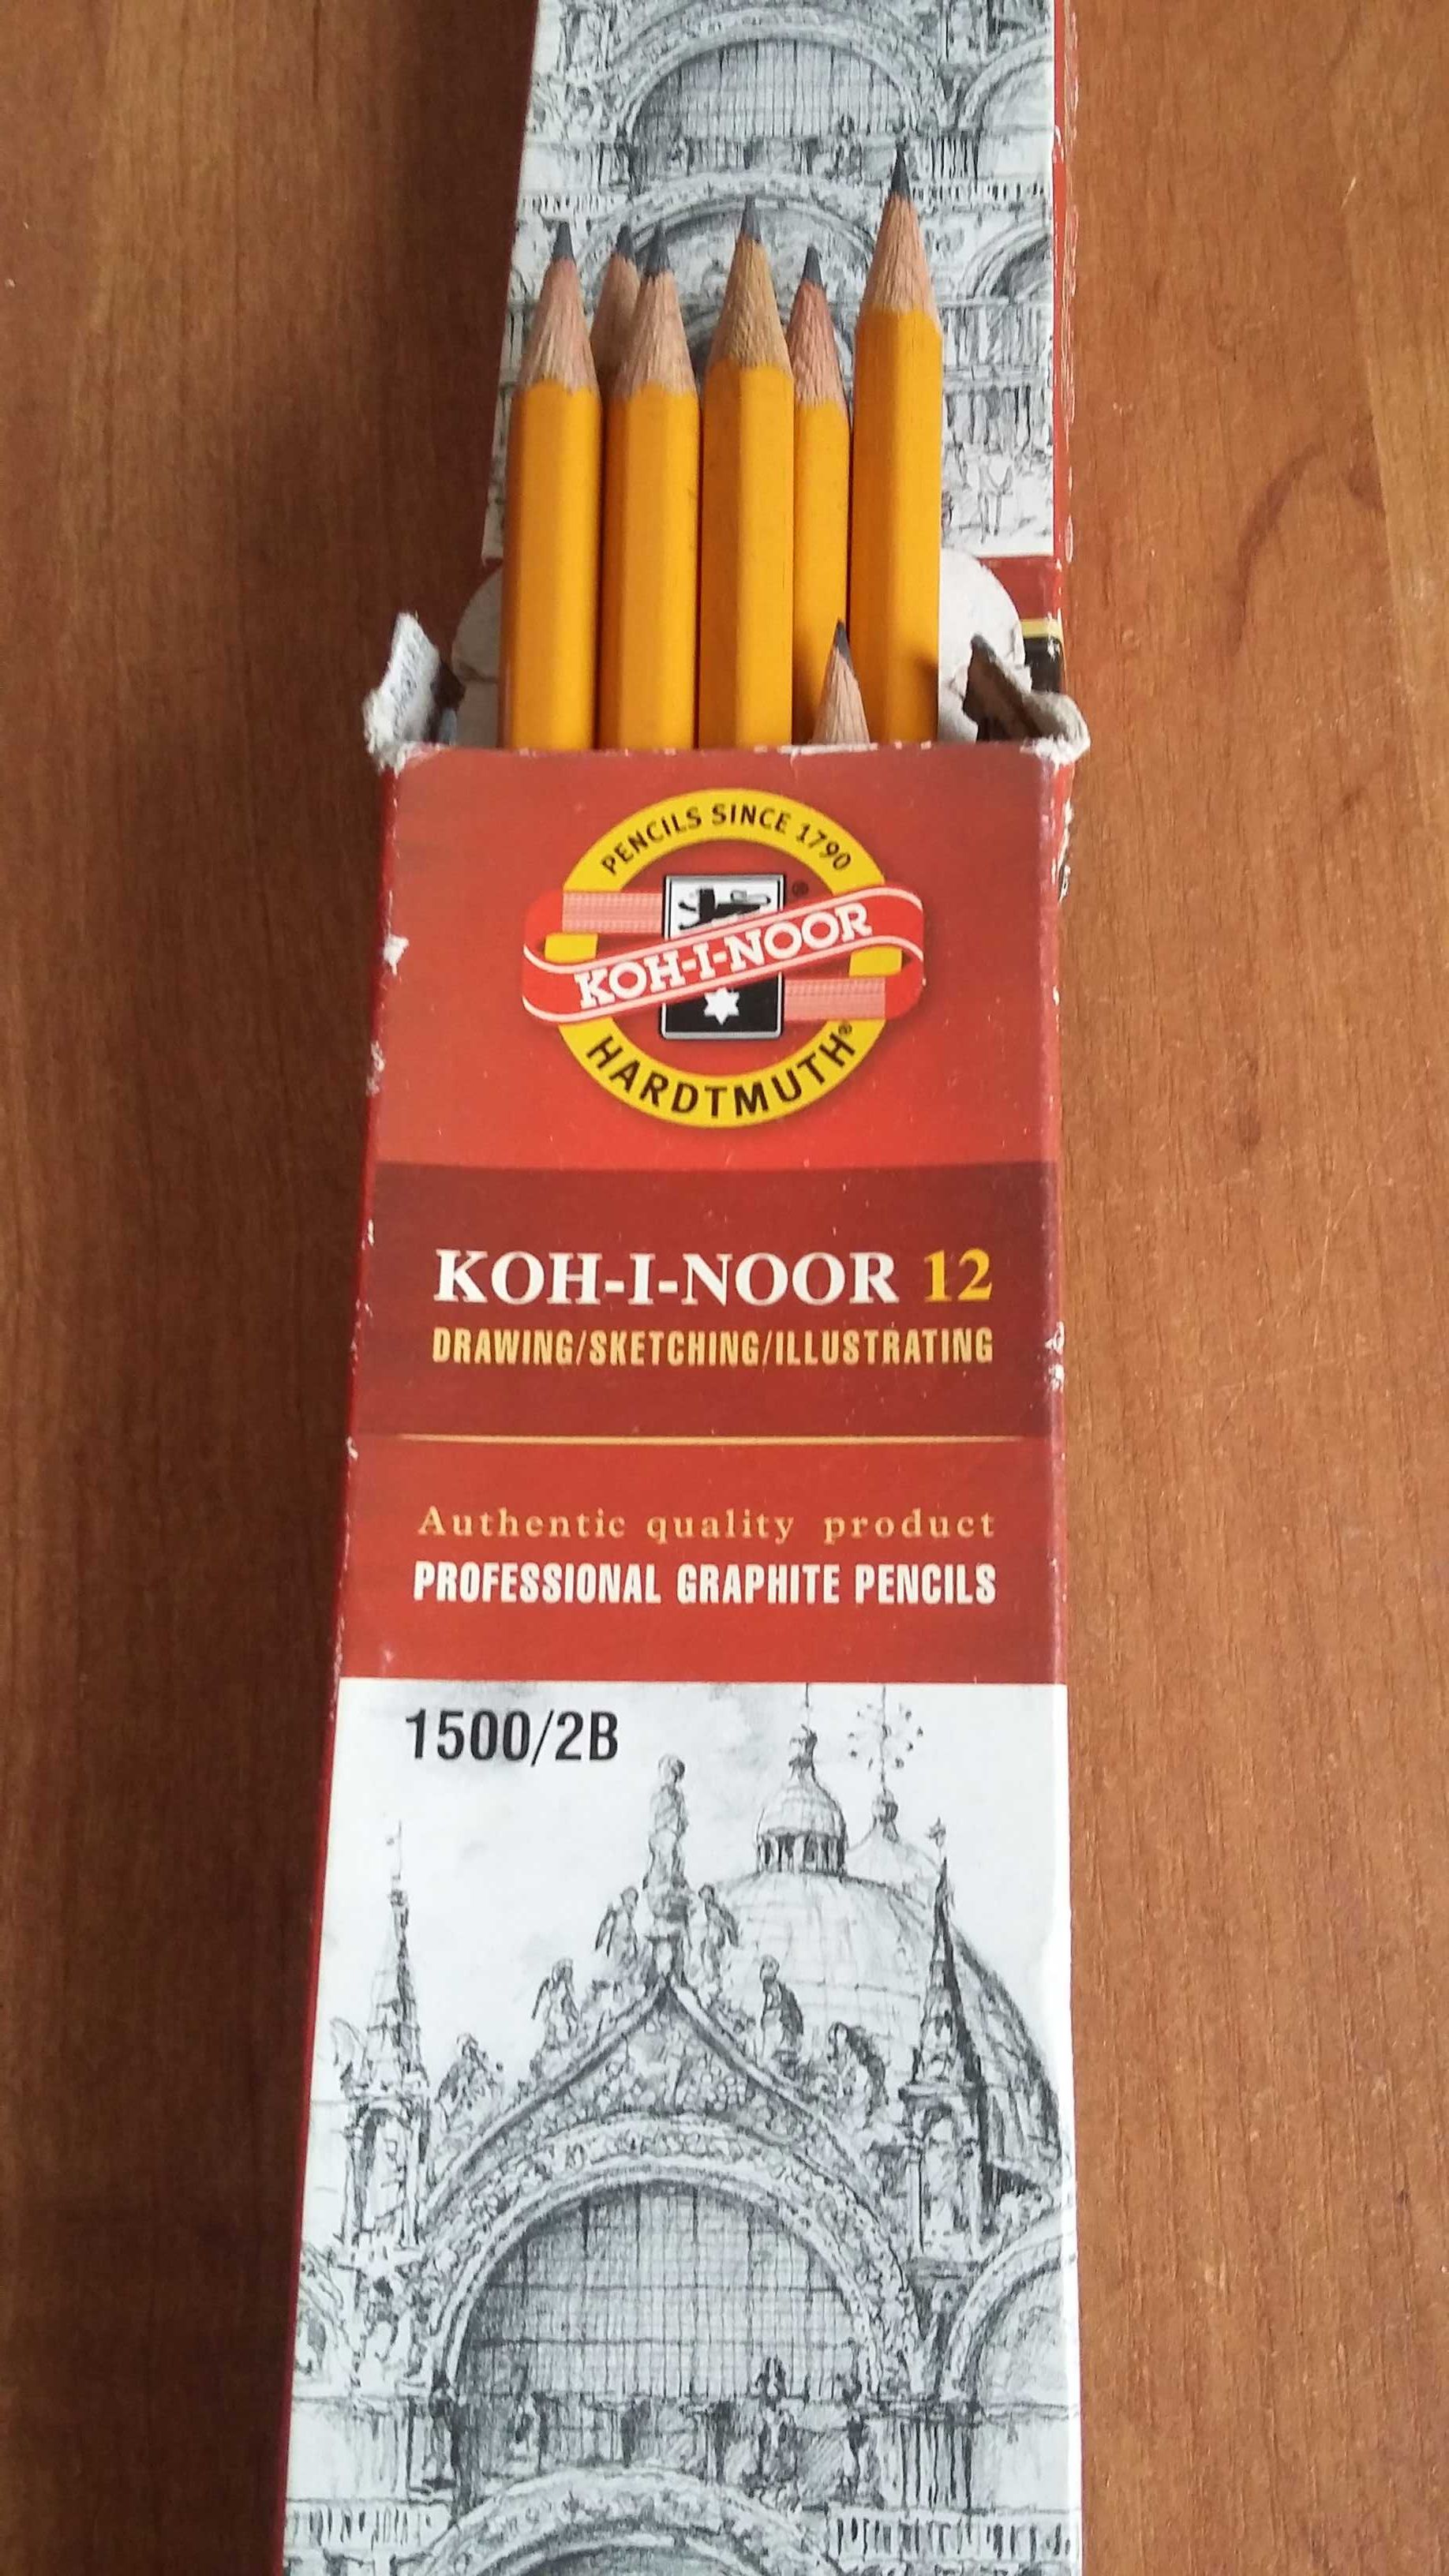 PENCILS SINCE 1790
®
KOH-I-NOOR
HARDTMUTH®
KOH-I-NOOR 12
DRAWING/SKETCHING/ILLUSTRATING
Authentic quality product
PROFESSIONAL GRAPHITE PENCILS
1500/2B